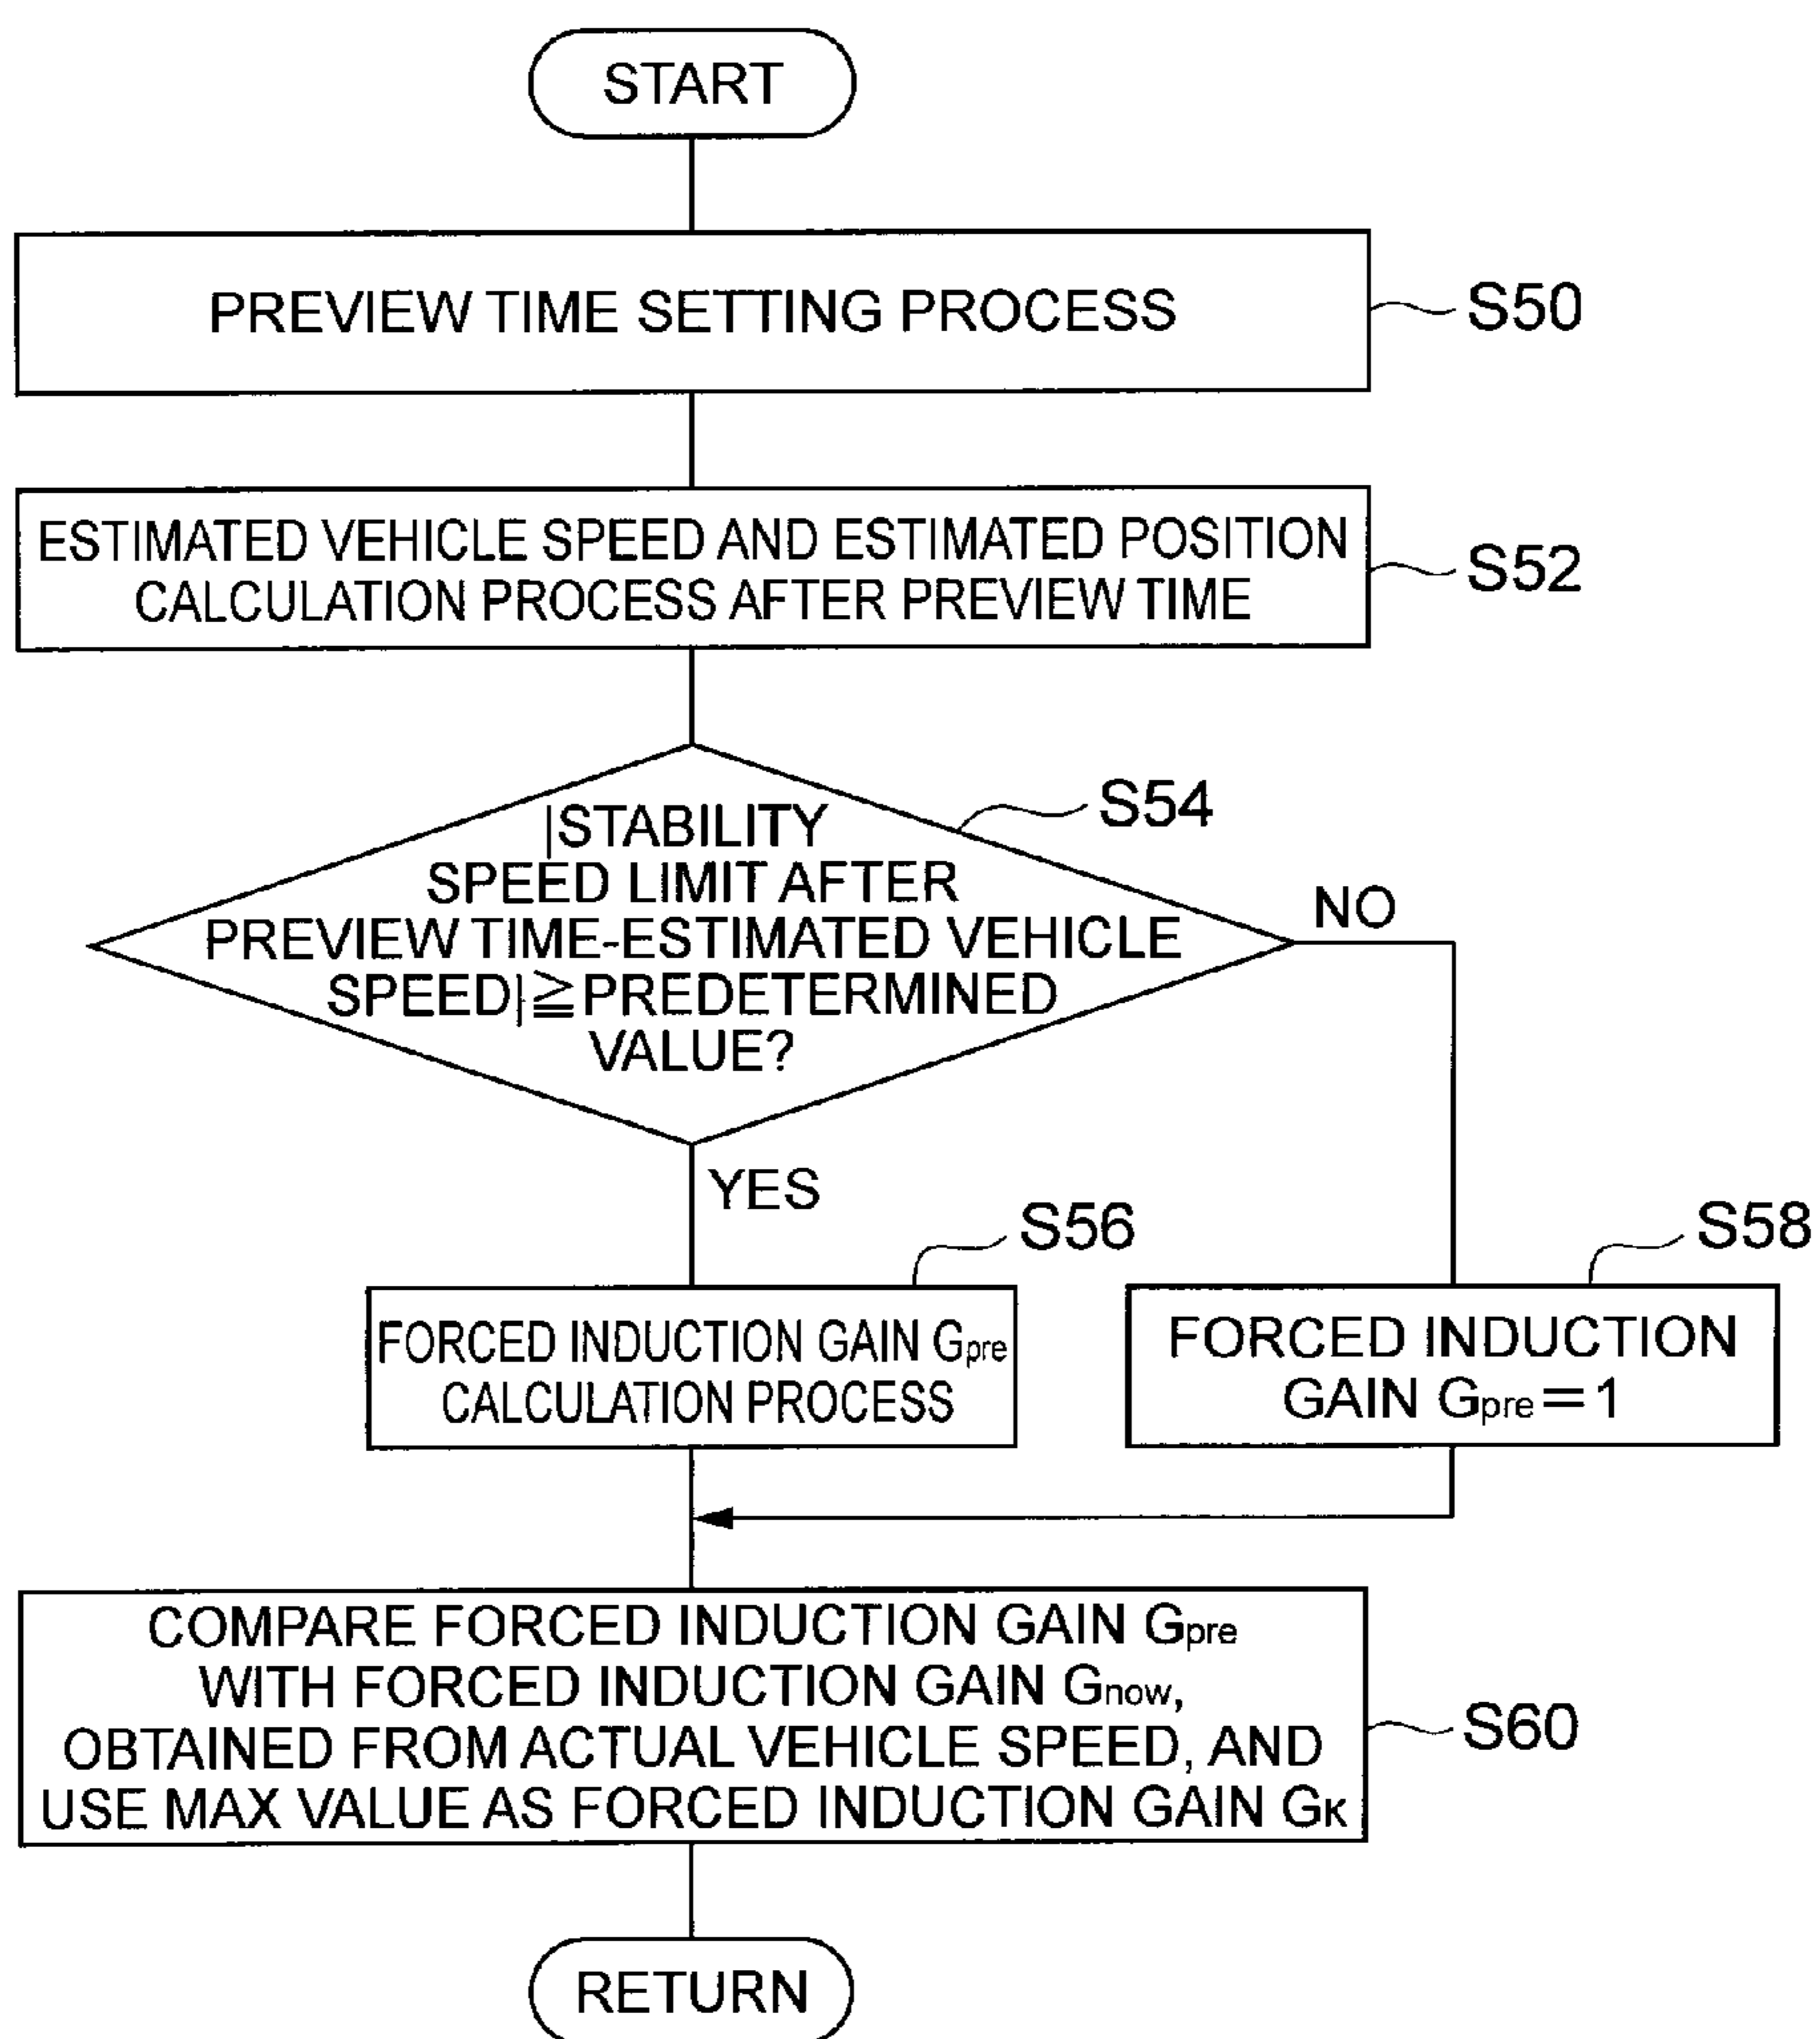 START
PREVIEW TIME SETTING PROCESS
S50
ESTIMATED VEHICLE SPEED AND ESTIMATED POSITION
CALCULATION PROCESS AFTER PREVIEW TIME
S52
|STABILITY
SPEED LIMIT AFTER
PREVIEW TIME-ESTIMATED VEHICLE
SPEED|≧PREDETERMINED
VALUE?
S54
NO
YES
S56
FORCED INDUCTION GAIN Gpre
CALCULATION PROCESS
S58
FORCED INDUCTION
GAIN Gpre=1
COMPARE FORCED INDUCTION GAIN Gpre
WITH FORCED INDUCTION GAIN Gnow,
OBTAINED FROM ACTUAL VEHICLE SPEED, AND
USE MAX VALUE AS FORCED INDUCTION GAIN GK
S60
RETURN